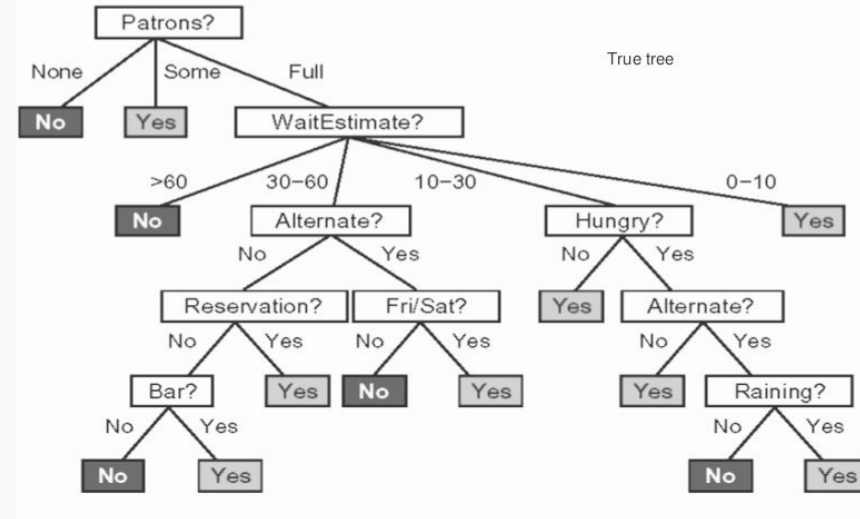 Patrons?
True tree
None Some Full
No Yes WaitEstimate?
>60 30–60 10–30 0–10
No Alternate? Hungry? Yes
No Yes No Yes
Reservation? Fri/Sat? Yes Alternate?
No Yes No Yes No Yes
Bar? Yes No Yes Yes Raining?
No Yes No Yes
No Yes No Yes